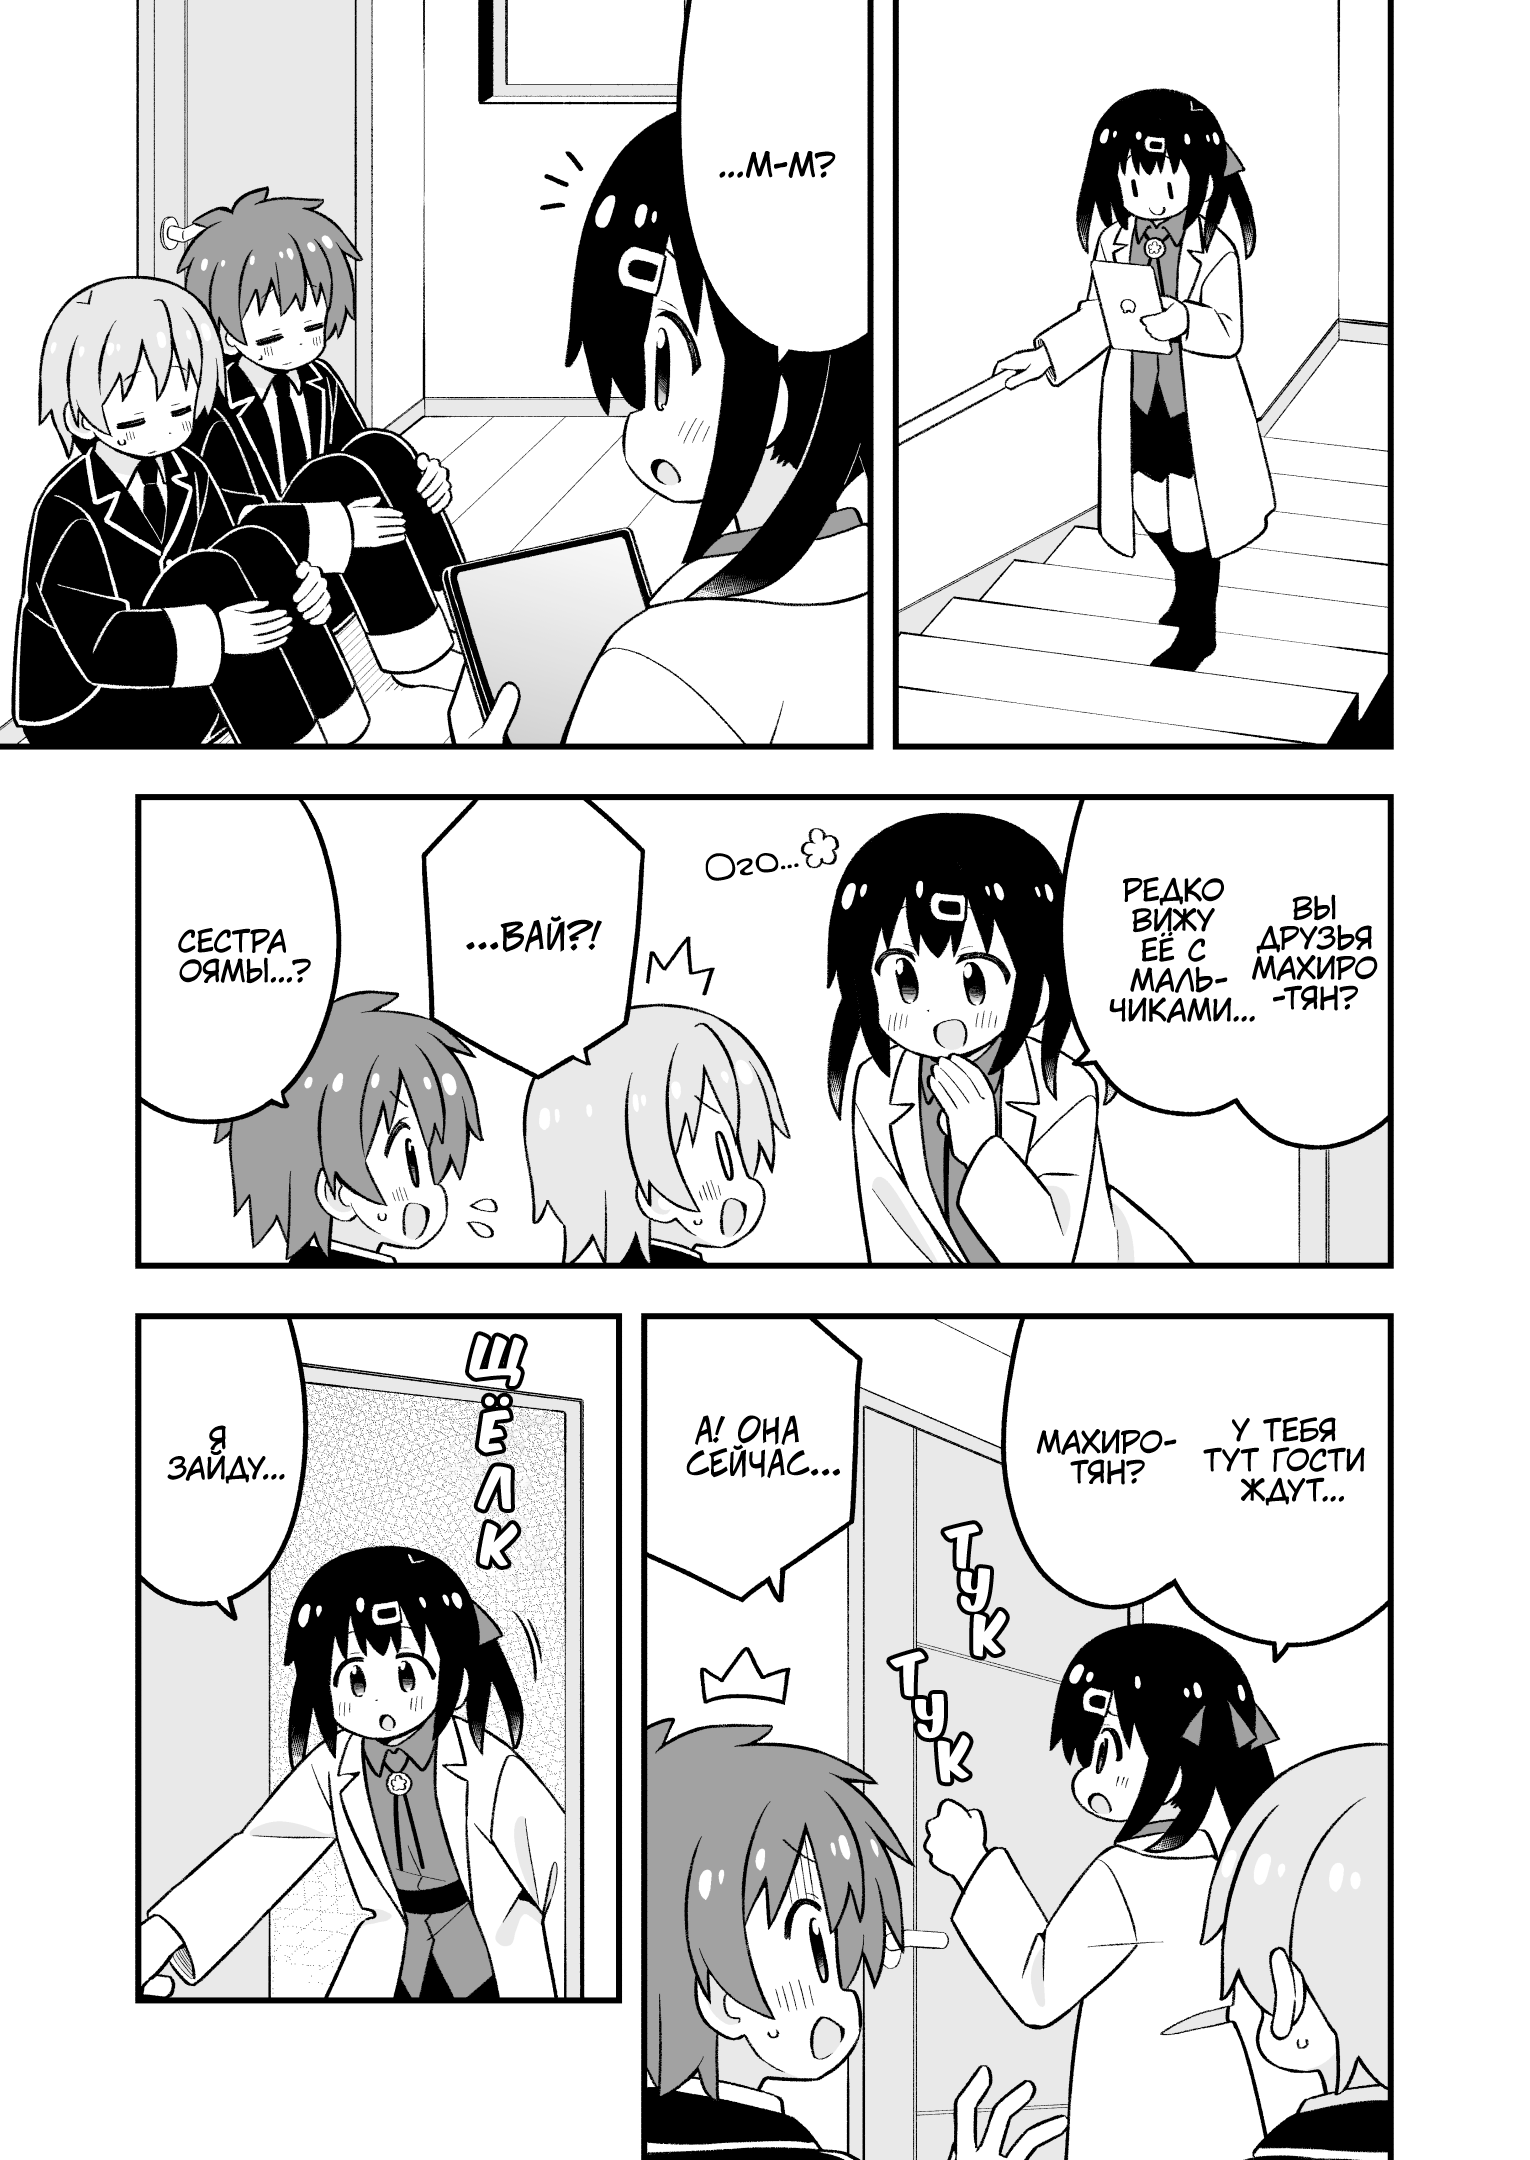 ...М-М?
ВЫ
ДРУЗЬЯ
МАХИРО
-ТЯН?
РЕДКО
ВИЖУ
ЕЁ С
МАЛЬ-
ЧИКАМИ...
Ого...
...ВАЙ?!
СЕСТРА
ОЯМЫ...?
У ТЕБЯ
ТУТ ГОСТИ
ЖДУТ...
МАХИРО-
ТЯН?
ТУК
ТУК
А! ОНА
СЕЙЧАС...
ЩЁЛК
Я
ЗАЙДУ...